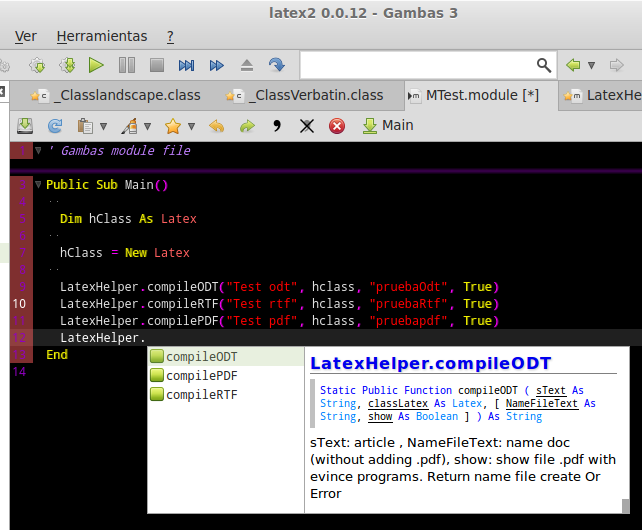 latex2 0.0.12 - Gambas 3
Ver Herramientas ?
_Classlandscape.class _ClassVerbatin.class MTest.module [*] LatexHe
Main
1 ' Gambas module file
3 Public Sub Main()
4
5 Dim hClass As Latex
6
7 hClass = New Latex
8
9 LatexHelper.compileODT("Test odt", hclass, "pruebaOdt", True)
10 LatexHelper.compileRTF("Test rtf", hclass, "pruebaRtf", True)
11 LatexHelper.compilePDF("Test pdf", hclass, "pruebapdf", True)
12 LatexHelper.
13 End
14
compileODT
compilePDF
compileRTF
LatexHelper.compileODT
Static Public Function compileODT ( sText As
String, classLatex As Latex, [ NameFileText As
String, show As Boolean ] ) As String
sText: article , NameFileText: name doc
(without adding .pdf), show: show file .pdf with
evince programs. Return name file create Or
Error